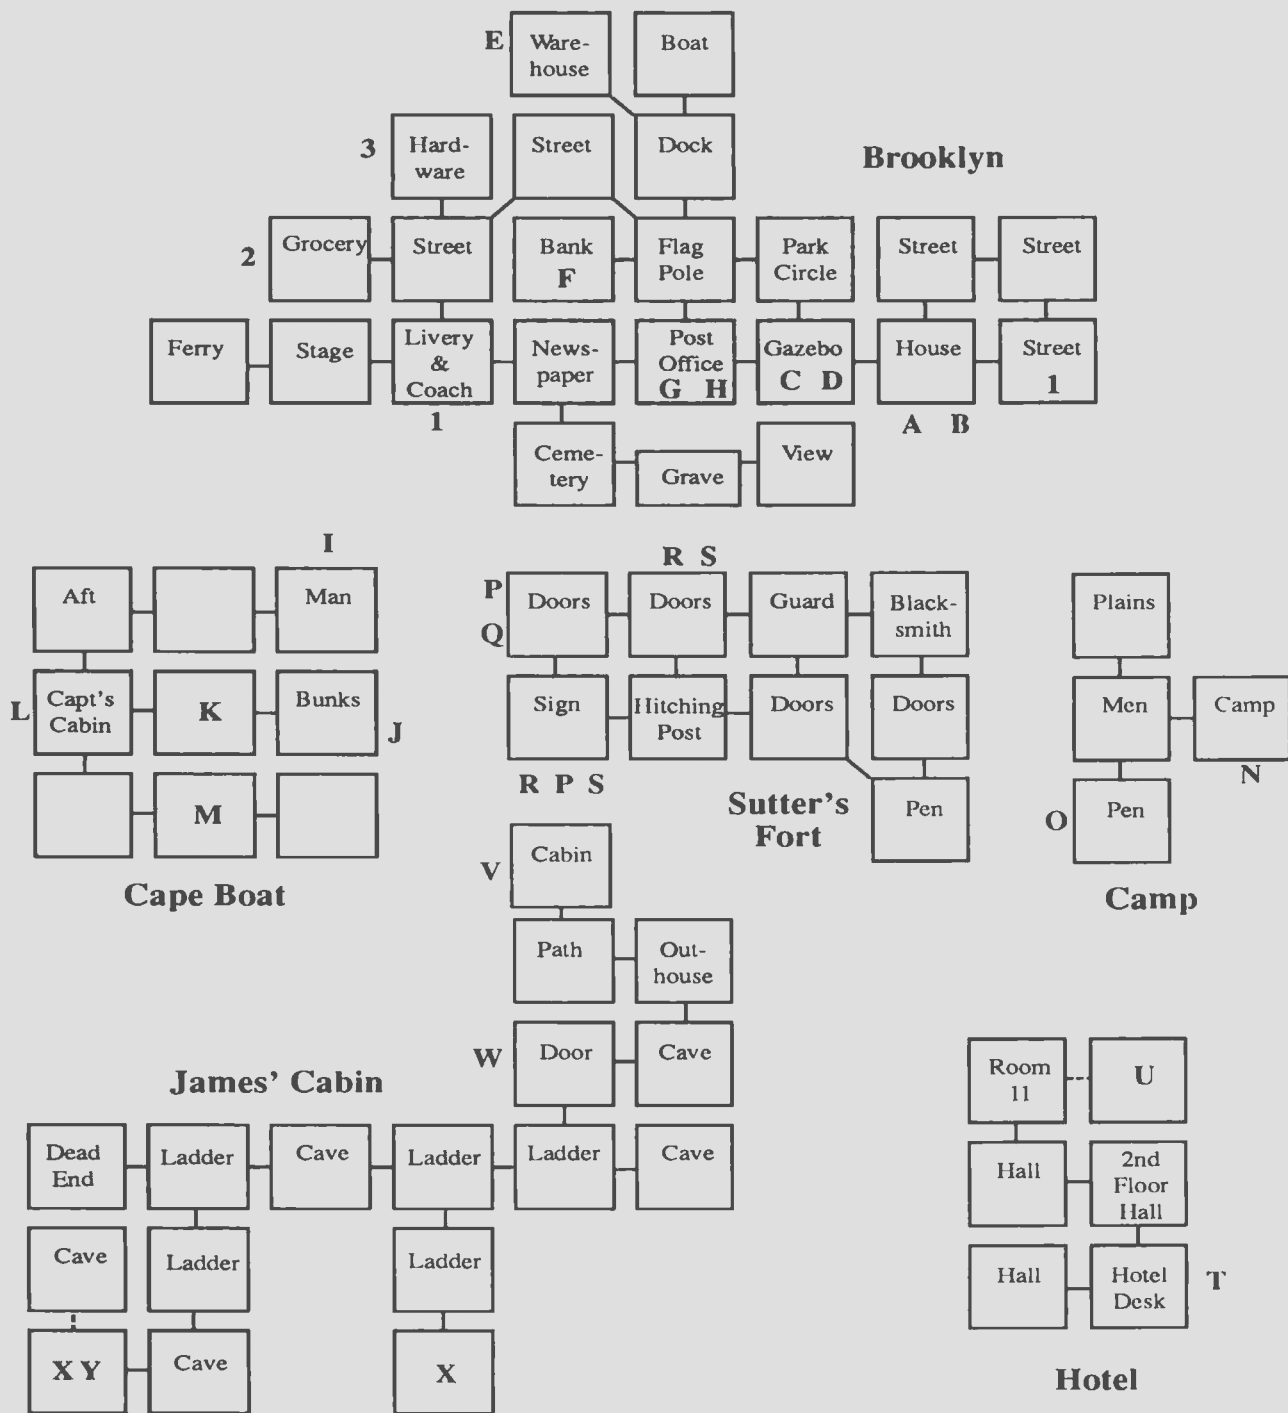 E
Ware-
house
Boat
3
Hard-
ware
Street
Dock
Brooklyn
2
Grocery
Street
Bank
F
Flag
Pole
Park
Circle
Street
Street
Ferry
Stage
Livery
&
Coach
1
News-
paper
Post
Office
G H
Gazebo
C D
House
A B
Street
1
Ceme-
tery
Grave
View
I
Aft
Man
L
Capt's
Cabin
K
Bunks
J
M
Cape Boat
R S
P
Q
Doors
Doors
Guard
Black-
smith
Sign
Hitching
Post
Doors
Doors
R P S
Pen
Sutter's
Fort
Plains
Men
Camp
N
O
Pen
Camp
V
Cabin
Path
Out-
house
W
Door
Cave
James' Cabin
Dead
End
Ladder
Cave
Ladder
Ladder
Cave
Cave
Ladder
Ladder
X Y
Cave
X
Room
11
U
Hall
2nd
Floor
Hall
Hall
Hotel
Desk
T
Hotel